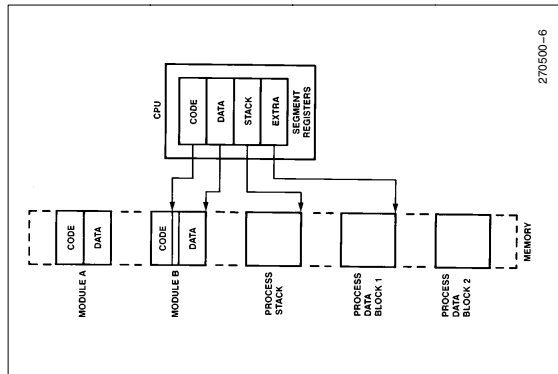 CPU
CODE
DATA
STACK
EXTRA
SEGMENT
REGISTERS
CODE
DATA
MODULE A
CODE
DATA
MODULE B
PROCESS
STACK
PROCESS
DATA
BLOCK 1
PROCESS
DATA
BLOCK 2
MEMORY
270500–6